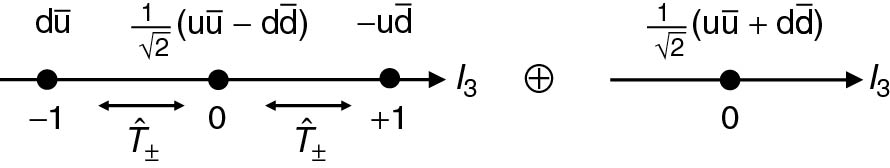 dū 1/√2(uū − dd̄) −ud̄ 1/√2(uū + dd̄)
I₃ ⊕ I₃
−1 0 +1 0
T̂± T̂±